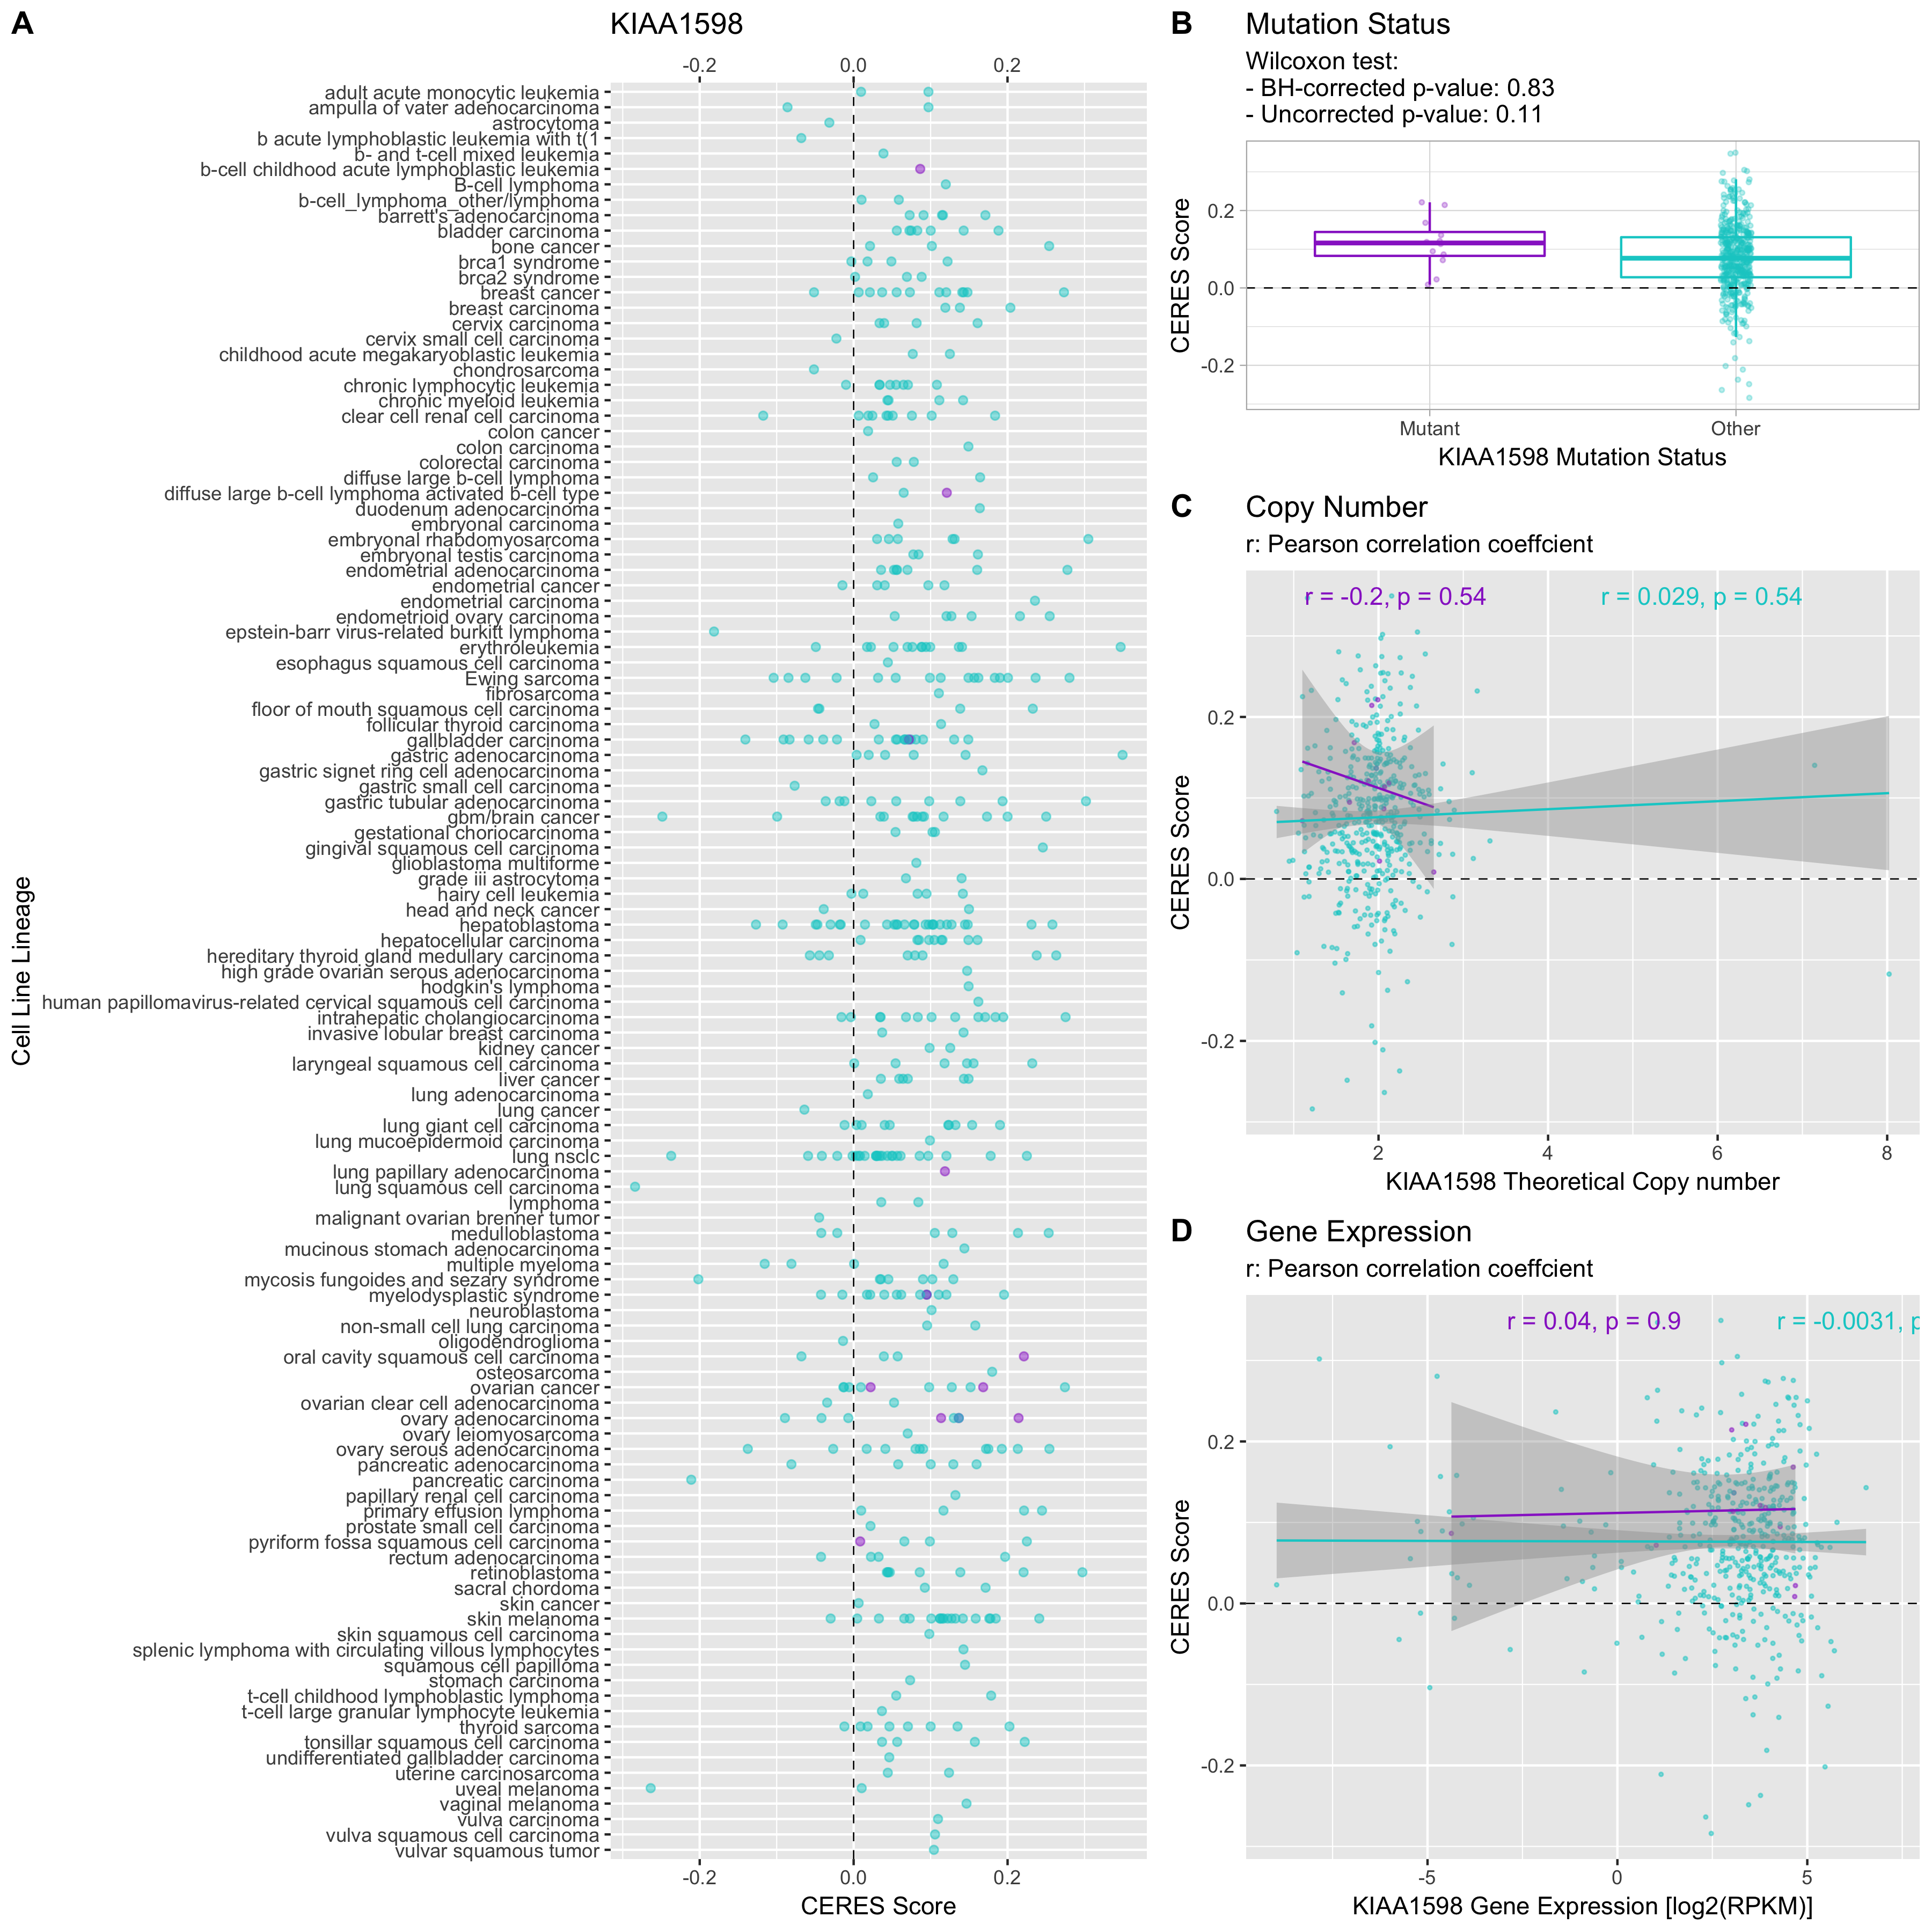 A
KIAA1598
-0.2 0.0 0.2
Cell Line Lineage
adult acute monocytic leukemia
ampulla of vater adenocarcinoma
astrocytoma
b acute lymphoblastic leukemia with t(1
b- and t-cell mixed leukemia
b-cell childhood acute lymphoblastic leukemia
B-cell lymphoma
b-cell_lymphoma_other/lymphoma
barrett's adenocarcinoma
bladder carcinoma
bone cancer
brca1 syndrome
brca2 syndrome
breast cancer
breast carcinoma
cervix carcinoma
cervix small cell carcinoma
childhood acute megakaryoblastic leukemia
chondrosarcoma
chronic lymphocytic leukemia
chronic myeloid leukemia
clear cell renal cell carcinoma
colon cancer
colon carcinoma
colorectal carcinoma
diffuse large b-cell lymphoma
diffuse large b-cell lymphoma activated b-cell type
duodenum adenocarcinoma
embryonal carcinoma
embryonal rhabdomyosarcoma
embryonal testis carcinoma
endometrial adenocarcinoma
endometrial cancer
endometrial carcinoma
endometrioid ovary carcinoma
epstein-barr virus-related burkitt lymphoma
erythroleukemia
esophagus squamous cell carcinoma
Ewing sarcoma
fibrosarcoma
floor of mouth squamous cell carcinoma
follicular thyroid carcinoma
gallbladder carcinoma
gastric adenocarcinoma
gastric signet ring cell adenocarcinoma
gastric small cell carcinoma
gastric tubular adenocarcinoma
gbm/brain cancer
gestational choriocarcinoma
gingival squamous cell carcinoma
glioblastoma multiforme
grade iii astrocytoma
hairy cell leukemia
head and neck cancer
hepatoblastoma
hepatocellular carcinoma
hereditary thyroid gland medullary carcinoma
high grade ovarian serous adenocarcinoma
hodgkin's lymphoma
human papillomavirus-related cervical squamous cell carcinoma
intrahepatic cholangiocarcinoma
invasive lobular breast carcinoma
kidney cancer
laryngeal squamous cell carcinoma
liver cancer
lung adenocarcinoma
lung cancer
lung giant cell carcinoma
lung mucoepidermoid carcinoma
lung nsclc
lung papillary adenocarcinoma
lung squamous cell carcinoma
lymphoma
malignant ovarian brenner tumor
medulloblastoma
mucinous stomach adenocarcinoma
multiple myeloma
mycosis fungoides and sezary syndrome
myelodysplastic syndrome
neuroblastoma
non-small cell lung carcinoma
oligodendroglioma
oral cavity squamous cell carcinoma
osteosarcoma
ovarian cancer
ovarian clear cell adenocarcinoma
ovary adenocarcinoma
ovary leiomyosarcoma
ovary serous adenocarcinoma
pancreatic adenocarcinoma
pancreatic carcinoma
papillary renal cell carcinoma
primary effusion lymphoma
prostate small cell carcinoma
pyriform fossa squamous cell carcinoma
rectum adenocarcinoma
retinoblastoma
sacral chordoma
skin cancer
skin melanoma
skin squamous cell carcinoma
splenic lymphoma with circulating villous lymphocytes
squamous cell papilloma
stomach carcinoma
t-cell childhood lymphoblastic lymphoma
t-cell large granular lymphocyte leukemia
thyroid sarcoma
tonsillar squamous cell carcinoma
undifferentiated gallbladder carcinoma
uterine carcinosarcoma
uveal melanoma
vaginal melanoma
vulva carcinoma
vulva squamous cell carcinoma
vulvar squamous tumor
-0.2 0.0 0.2
CERES Score
B
Mutation Status
Wilcoxon test:
- BH-corrected p-value: 0.83
- Uncorrected p-value: 0.11
CERES Score
0.2
0.0
-0.2
Mutant Other
KIAA1598 Mutation Status
C
Copy Number
r: Pearson correlation coeffcient
r = -0.2, p = 0.54 r = 0.029, p = 0.54
CERES Score
0.2
0.0
-0.2
2 4 6 8
KIAA1598 Theoretical Copy number
D
Gene Expression
r: Pearson correlation coeffcient
r = 0.04, p = 0.9 r = -0.0031, p
CERES Score
0.2
0.0
-0.2
-5 0 5
KIAA1598 Gene Expression [log2(RPKM)]